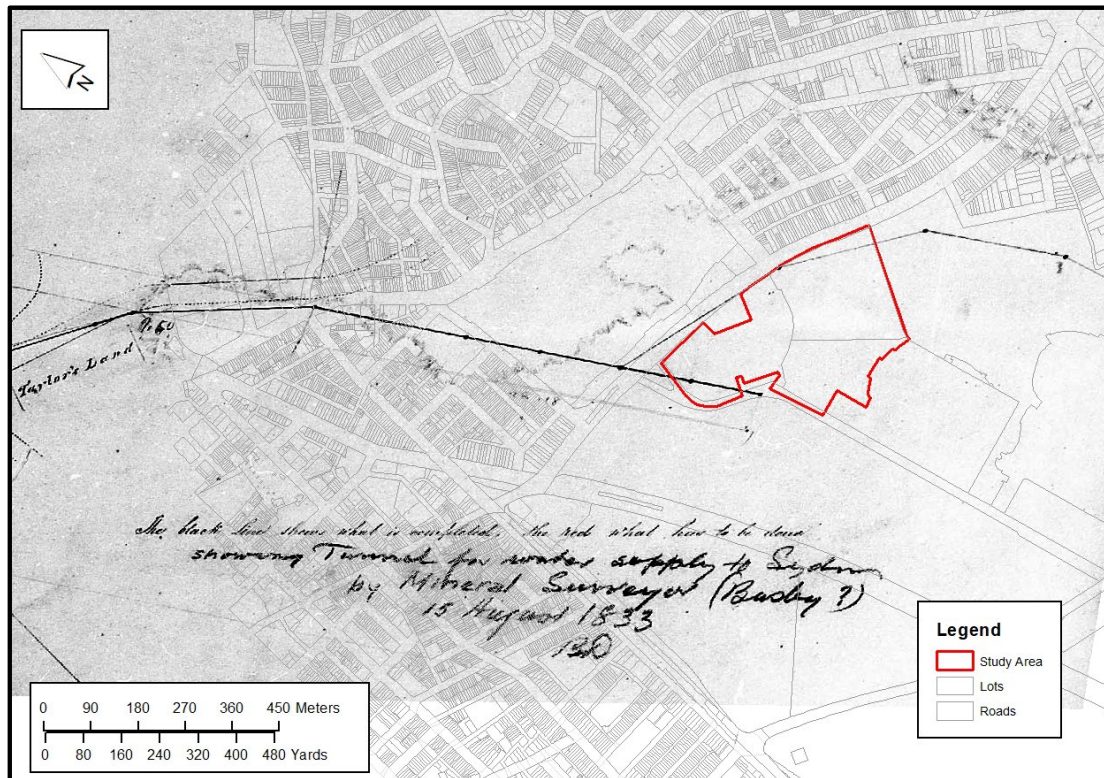 N
Taylor's Land
The black line shows what is completed, the red what has to be done
showing Tunnel for water supply to Sydney
by Mineral Surveyor (Busby ?)
15 August 1833
Legend
Study Area
Lots
Roads
0 90 180 270 360 450 Meters
0 80 160 240 320 400 480 Yards